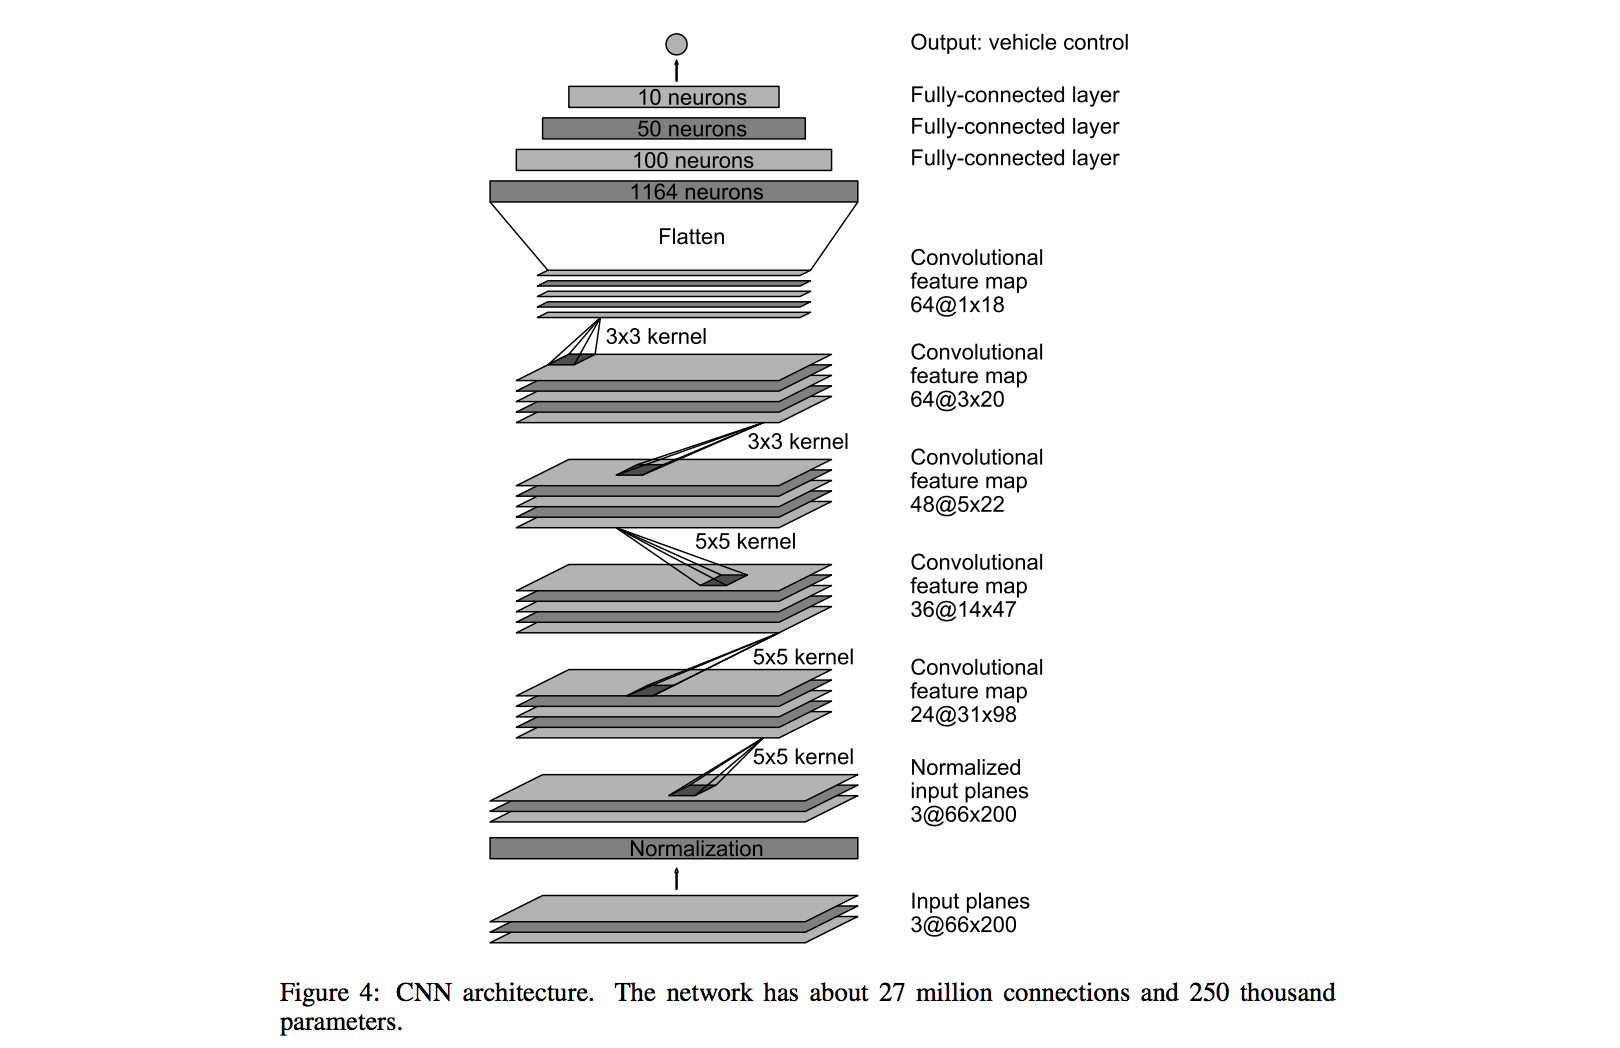 Output: vehicle control
10 neurons
Fully-connected layer
50 neurons
Fully-connected layer
100 neurons
Fully-connected layer
1164 neurons
Flatten
Convolutional
feature map
64@1x18
3x3 kernel
Convolutional
feature map
64@3x20
3x3 kernel
Convolutional
feature map
48@5x22
5x5 kernel
Convolutional
feature map
36@14x47
5x5 kernel
Convolutional
feature map
24@31x98
5x5 kernel
Normalized
input planes
3@66x200
Normalization
Input planes
3@66x200
Figure 4: CNN architecture. The network has about 27 million connections and 250 thousand
parameters.